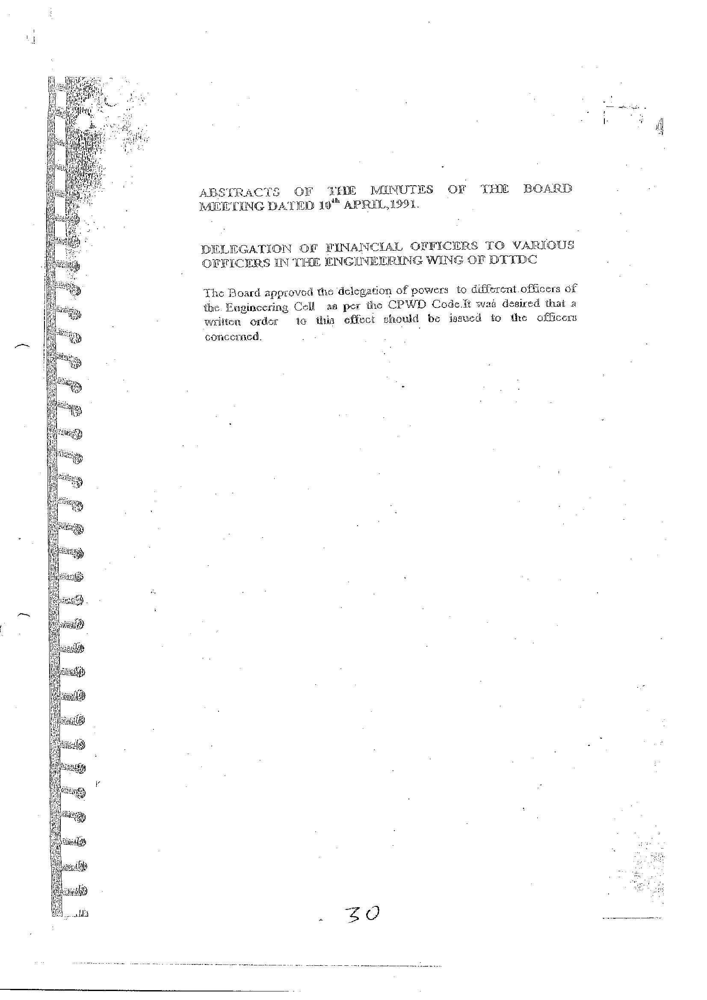 ABSTRACTS OF THE MINUTES OF THE BOARD
MEETING DATED 10th APRIL, 1991.
DELEGATION OF FINANCIAL OFFICERS TO VARIOUS
OFFICERS IN THE ENGINEERING WING OF DTTDC
The Board approved the delegation of powers to different officers of
the Engineering Cell as per the CPWD Code. It was desired that a
written order to this effect should be issued to the officers
concerned.
30